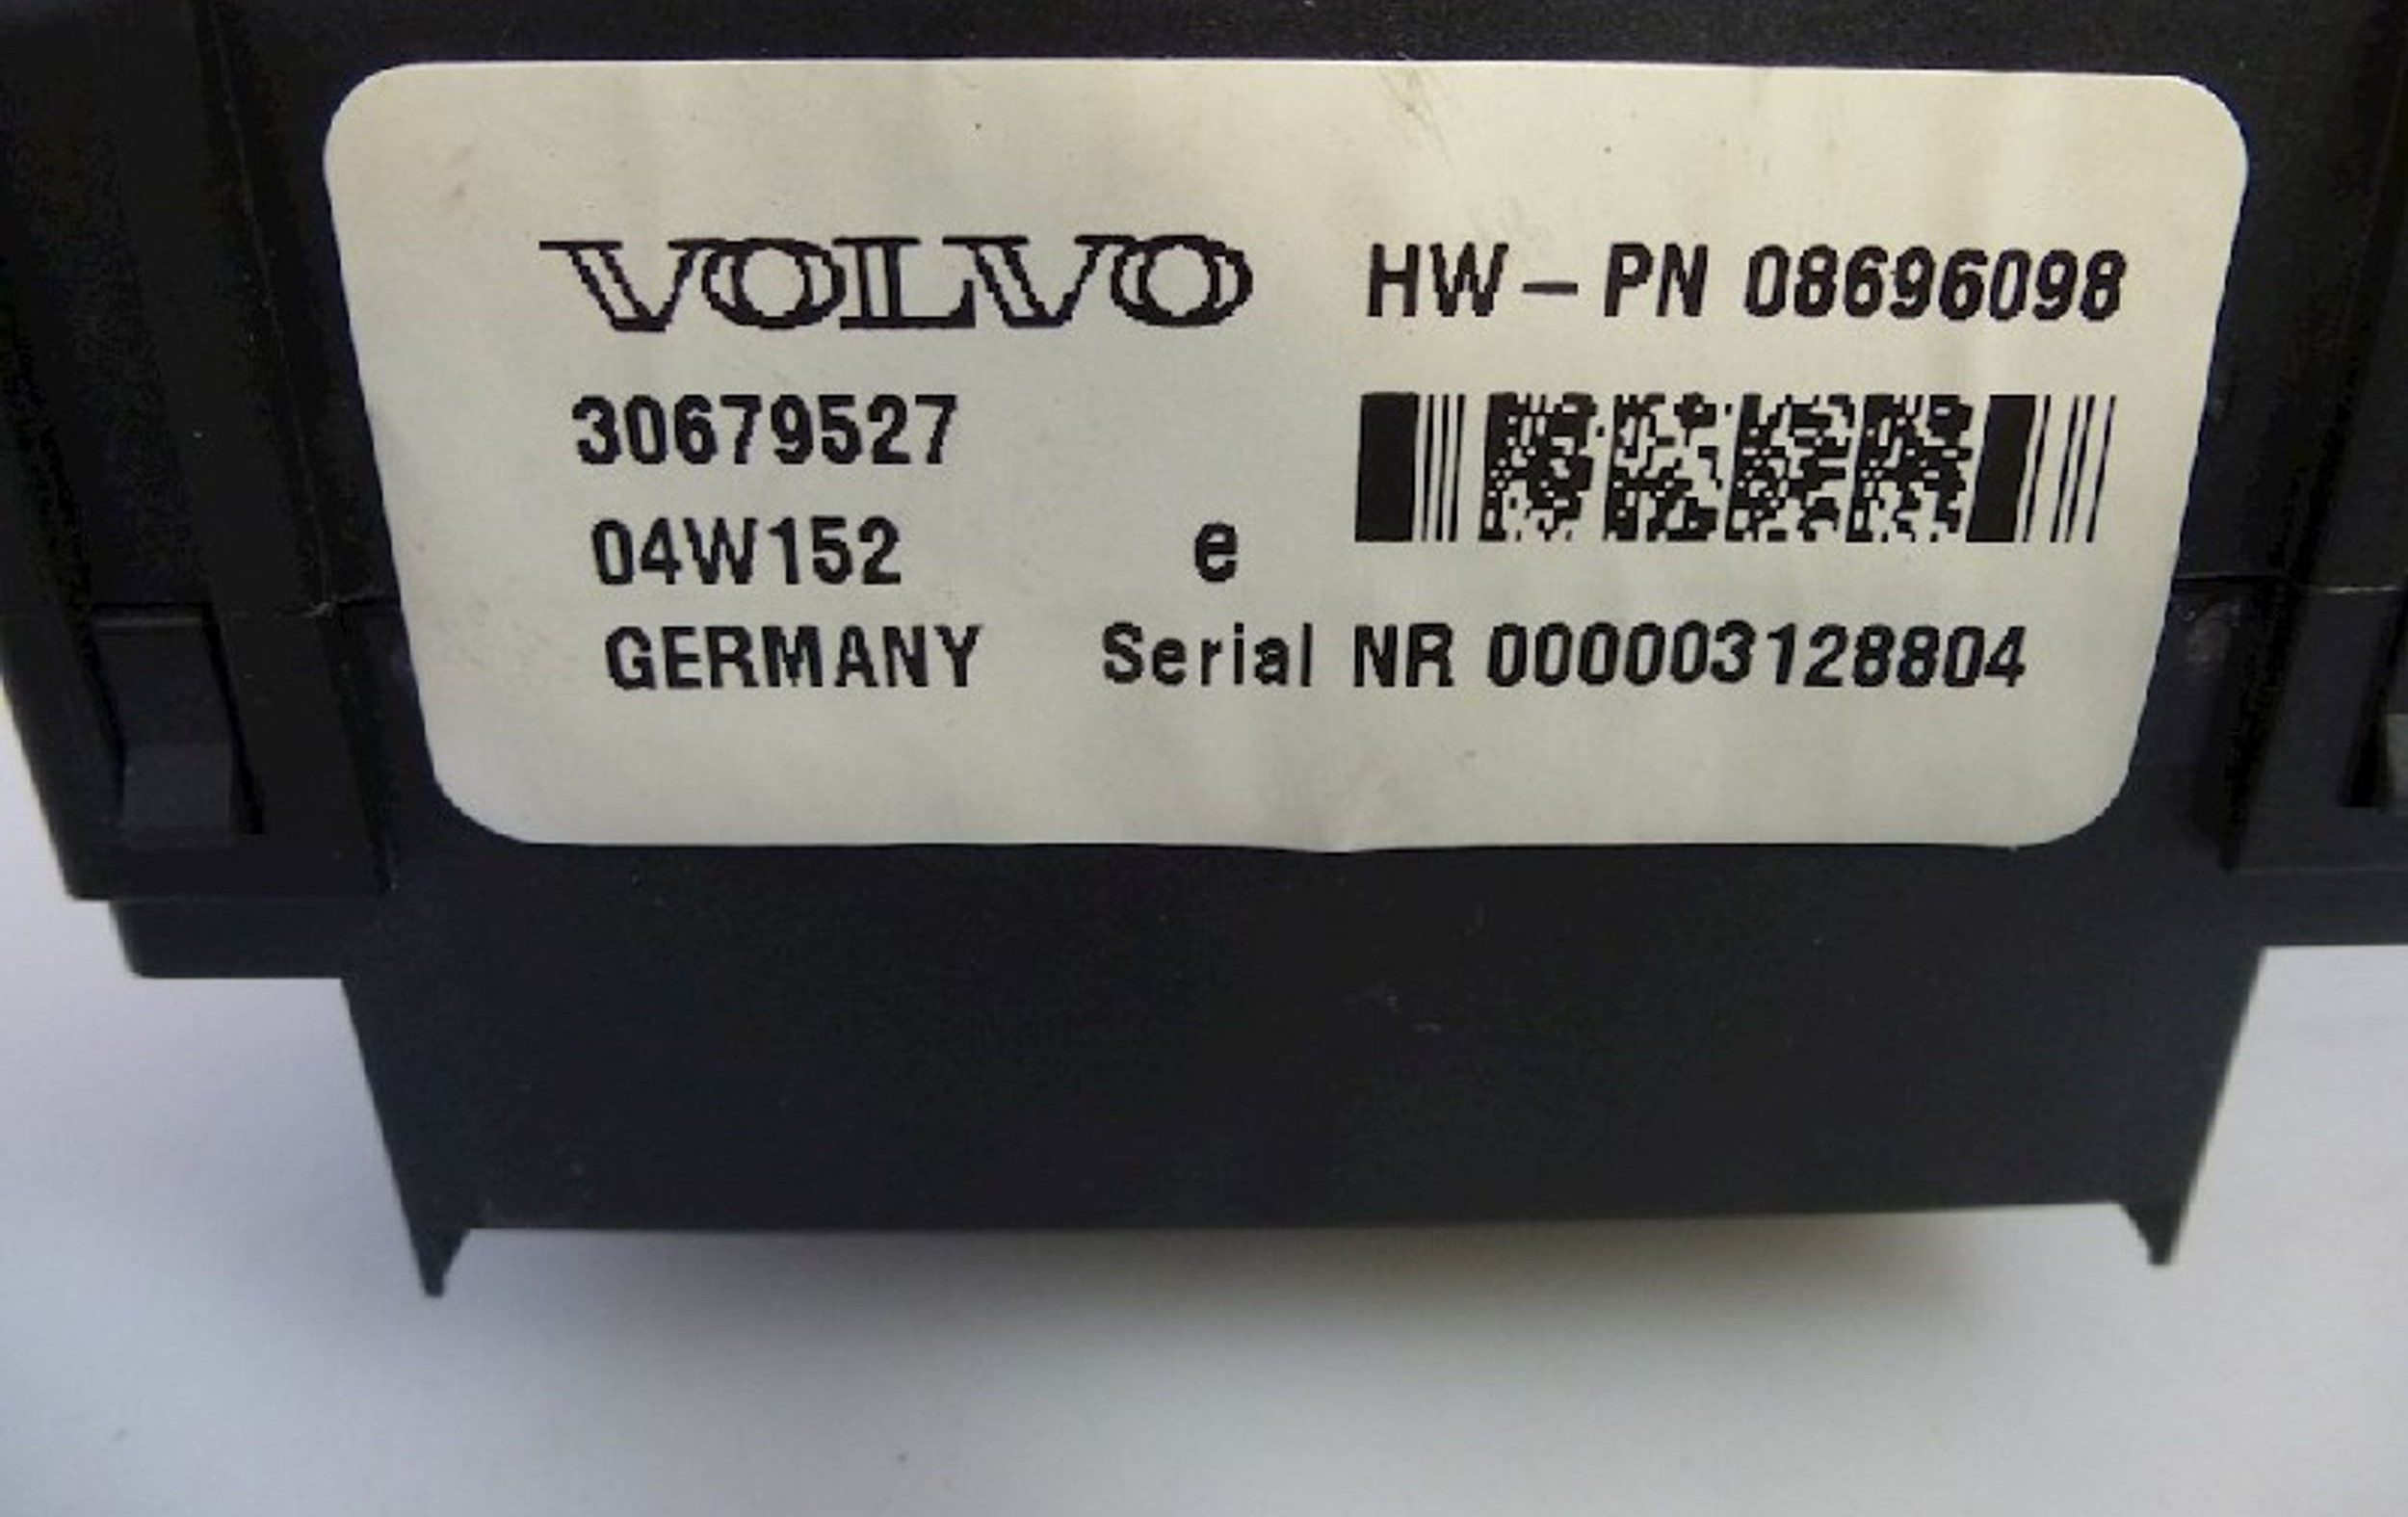 VOLVO HW-PN 08696098
30679527
04W152 e
GERMANY Serial NR 000003128804